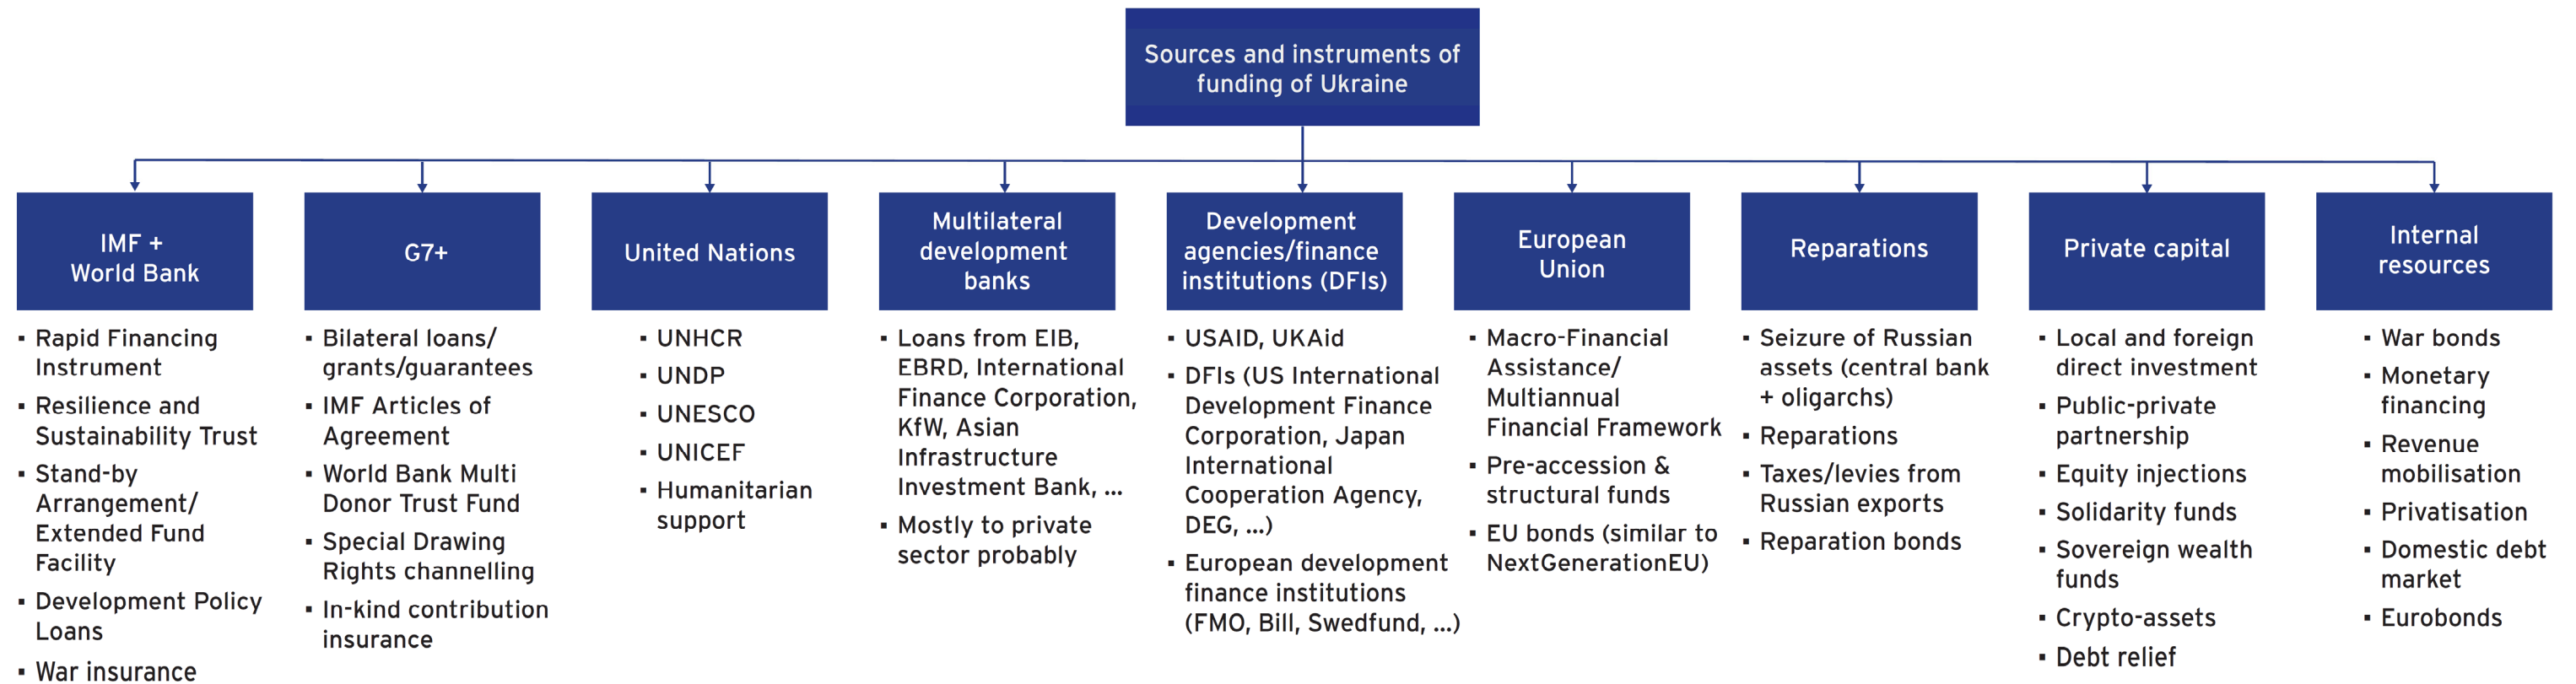 Sources and instruments of
funding of Ukraine
IMF +
World Bank
▪ Rapid Financing
Instrument
▪ Resilience and
Sustainability Trust
▪ Stand-by
Arrangement/
Extended Fund
Facility
▪ Development Policy
Loans
▪ War insurance
G7+
▪ Bilateral loans/
grants/guarantees
▪ IMF Articles of
Agreement
▪ World Bank Multi
Donor Trust Fund
▪ Special Drawing
Rights channelling
▪ In-kind contribution
insurance
United Nations
▪ UNHCR
▪ UNDP
▪ UNESCO
▪ UNICEF
▪ Humanitarian
support
Multilateral
development
banks
▪ Loans from EIB,
EBRD, International
Finance Corporation,
KfW, Asian
Infrastructure
Investment Bank, ...
▪ Mostly to private
sector probably
Development
agencies/finance
institutions (DFIs)
▪ USAID, UKAid
▪ DFIs (US International
Development Finance
Corporation, Japan
International
Cooperation Agency,
DEG, ...)
▪ European development
finance institutions
(FMO, Bill, Swedfund, ...)
European
Union
▪ Macro-Financial
Assistance/
Multiannual
Financial Framework
▪ Pre-accession &
structural funds
▪ EU bonds (similar to
NextGenerationEU)
Reparations
▪ Seizure of Russian
assets (central bank
+ oligarchs)
▪ Reparations
▪ Taxes/levies from
Russian exports
▪ Reparation bonds
Private capital
▪ Local and foreign
direct investment
▪ Public-private
partnership
▪ Equity injections
▪ Solidarity funds
▪ Sovereign wealth
funds
▪ Crypto-assets
▪ Debt relief
Internal
resources
▪ War bonds
▪ Monetary
financing
▪ Revenue
mobilisation
▪ Privatisation
▪ Domestic debt
market
▪ Eurobonds